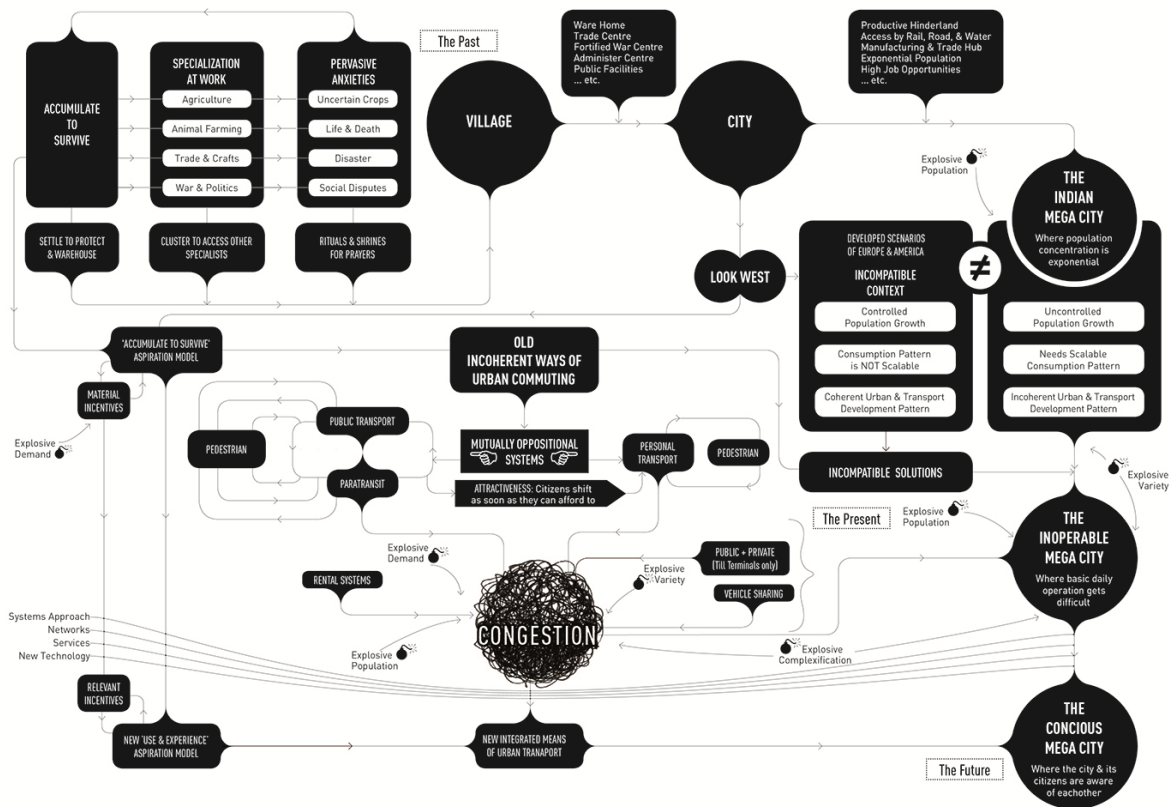 The Past
ACCUMULATE
TO
SURVIVE
SPECIALIZATION
AT WORK
Agriculture
Animal Farming
Trade & Crafts
War & Politics
PERVASIVE
ANXIETIES
Uncertain Crops
Life & Death
Disaster
Social Disputes
SETTLE TO PROTECT
& WAREHOUSE
CLUSTER TO ACCESS OTHER
SPECIALISTS
RITUALS & SHRINES
FOR PRAYERS
VILLAGE
Ware Home
Trade Centre
Fortified War Centre
Administer Centre
Public Facilities
... etc.
CITY
Productive Hinderland
Access by Rail, Road, & Water
Manufacturing & Trade Hub
Exponential Population
High Job Opportunities
... etc.
Explosive
Population
THE
INDIAN
MEGA CITY
Where population
concentration is
exponential
LOOK WEST
DEVELOPED SCENARIOS
OF EUROPE & AMERICA
INCOMPATIBLE
CONTEXT
Controlled
Population Growth
Consumption Pattern
is NOT Scalable
Coherent Urban & Transport
Development Pattern
≠
Uncontrolled
Population Growth
Needs Scalable
Consumption Pattern
Incoherent Urban & Transport
Development Pattern
INCOMPATIBLE SOLUTIONS
Explosive
Variety
'ACCUMULATE TO SURVIVE'
ASPIRATION MODEL
MATERIAL
INCENTIVES
Explosive
Demand
OLD
INCOHERENT WAYS OF
URBAN COMMUTING
PUBLIC TRANSPORT
PEDESTRIAN
PARATRANSIT
MUTUALLY OPPOSITIONAL
SYSTEMS
PERSONAL
TRANSPORT
PEDESTRIAN
ATTRACTIVENESS: Citizens shift
as soon as they can afford to
The Present
Explosive
Population
THE
INOPERABLE
MEGA CITY
Where basic daily
operation gets
difficult
Explosive
Demand
RENTAL SYSTEMS
Explosive
Variety
PUBLIC + PRIVATE
(Till Terminals only)
VEHICLE SHARING
CONGESTION
Explosive
Population
Explosive
Complexification
Systems Approach
Networks
Services
New Technology
RELEVANT
INCENTIVES
NEW 'USE & EXPERIENCE'
ASPIRATION MODEL
NEW INTEGRATED MEANS
OF URBAN TRANPORT
The Future
THE
CONCIOUS
MEGA CITY
Where the city & its
citizens are aware
of eachother